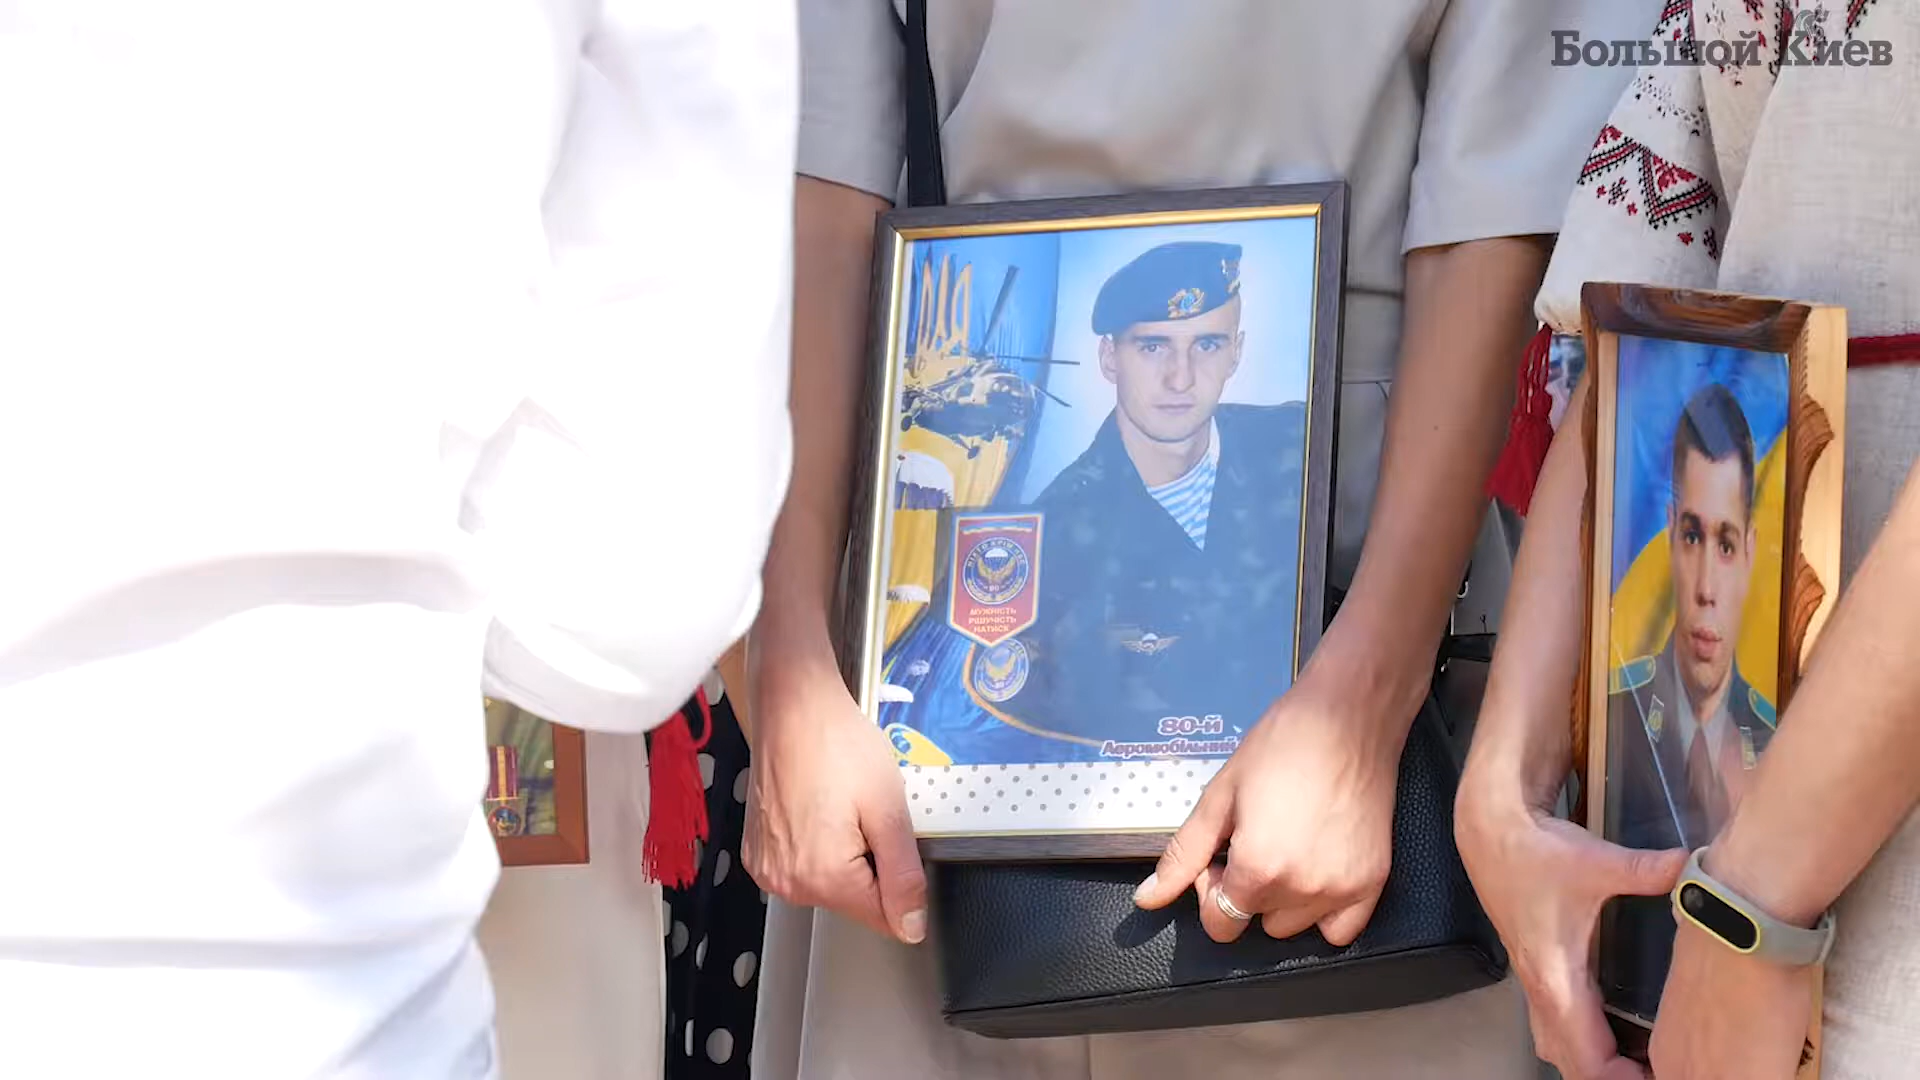 Большой Киев
МУЖНІСТЬ
РІШУЧІСТЬ
НАТИСК
80-й
Аеромобільний